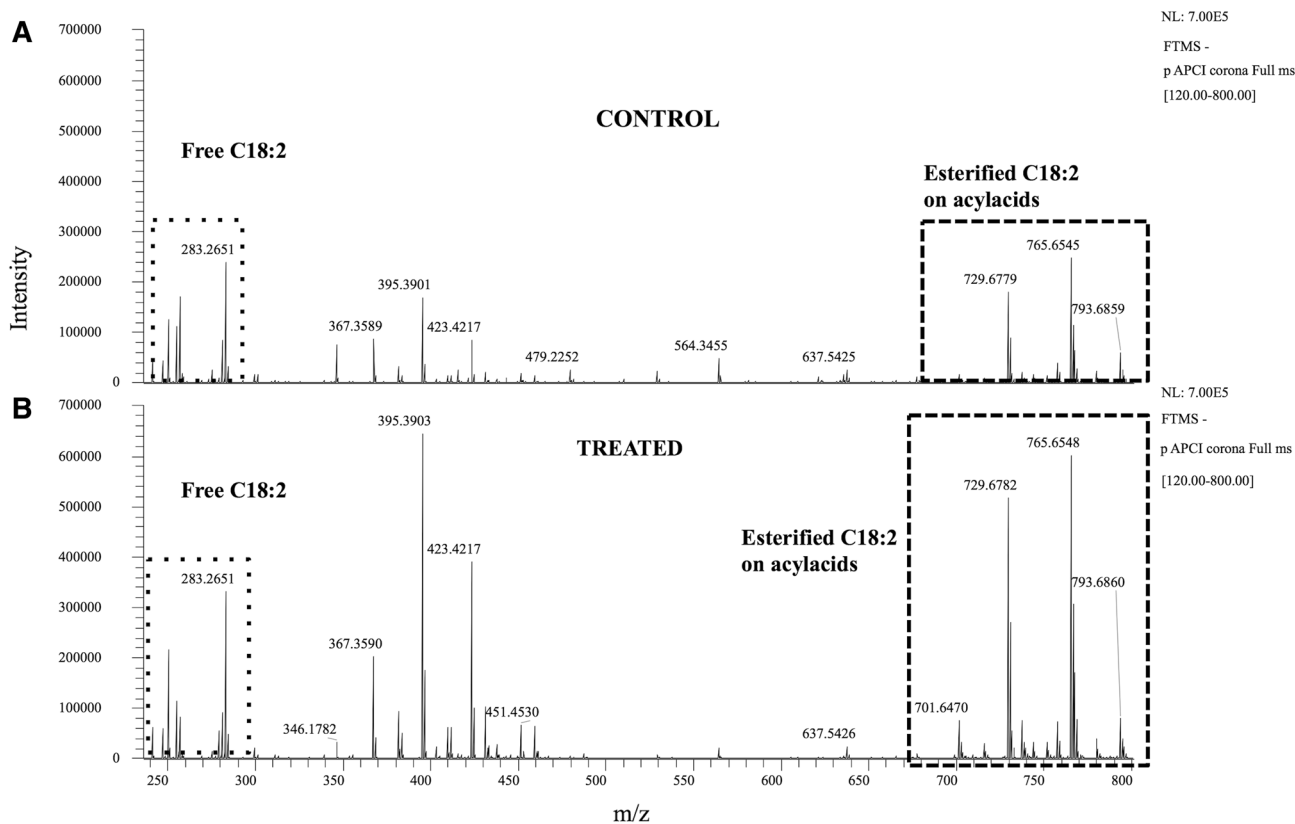 A
NL: 7.00E5
FTMS -
p APCI corona Full ms
[120.00-800.00]
700000
600000
500000
400000
300000
200000
100000
0
CONTROL
Free C18:2
Esterified C18:2
on acylacids
283.2651
367.3589
395.3901
423.4217
479.2252
564.3455
637.5425
729.6779
765.6545
793.6859
Intensity
B
NL: 7.00E5
FTMS -
p APCI corona Full ms
[120.00-800.00]
700000
600000
500000
400000
300000
200000
100000
0
TREATED
Free C18:2
Esterified C18:2
on acylacids
283.2651
346.1782
367.3590
395.3903
423.4217
451.4530
637.5426
701.6470
729.6782
765.6548
793.6860
250 300 350 400 450 500 550 600 650 700 750 800
m/z